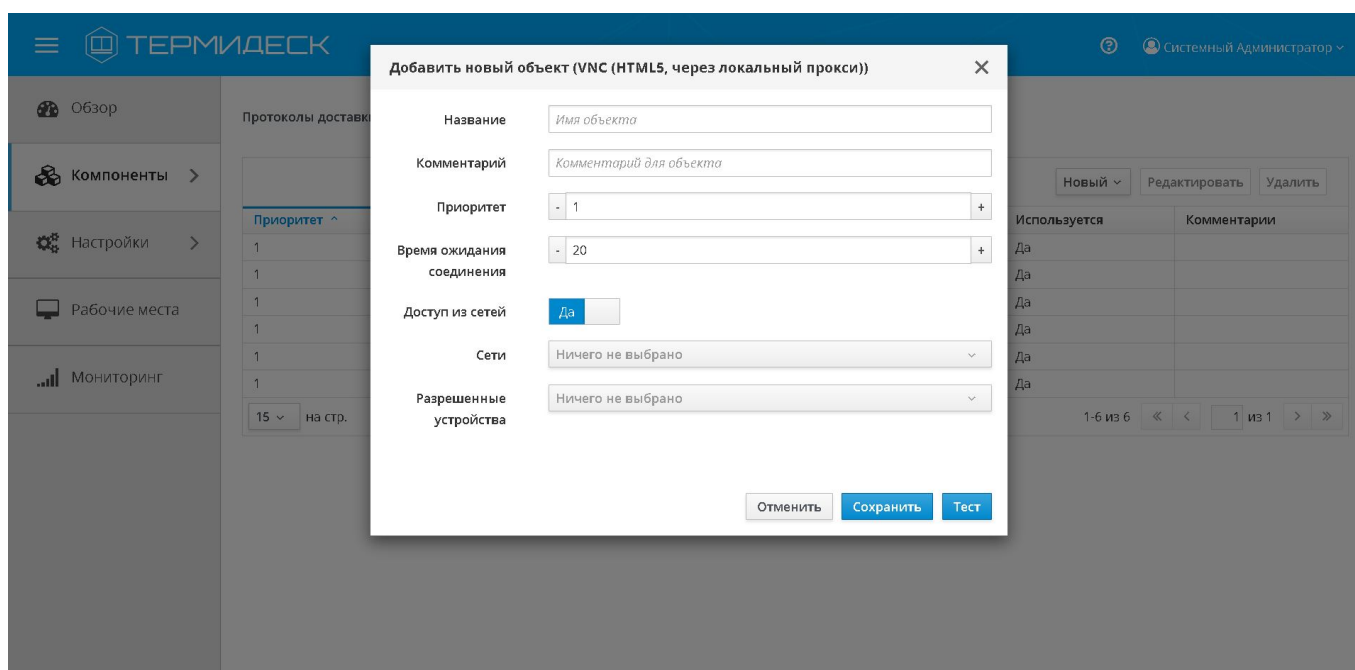 ТЕРМИДЕСК
Системный Администратор
Добавить новый объект (VNC (HTML5, через локальный прокси))
Обзор
Компоненты
Настройки
Рабочие места
Мониторинг
Протоколы доставк
Новый
Редактировать
Удалить
Приоритет
Используется
Комментарии
1
Да
1
Да
1
Да
1
Да
1
Да
1
Да
15 на стр.
1-6 из 6
1 из 1
Название
Имя объекта
Комментарий
Комментарий для объекта
Приоритет
- 1 +
Время ожидания
соединения
- 20 +
Доступ из сетей
Да
Сети
Ничего не выбрано
Разрешенные
устройства
Ничего не выбрано
Отменить
Сохранить
Тест